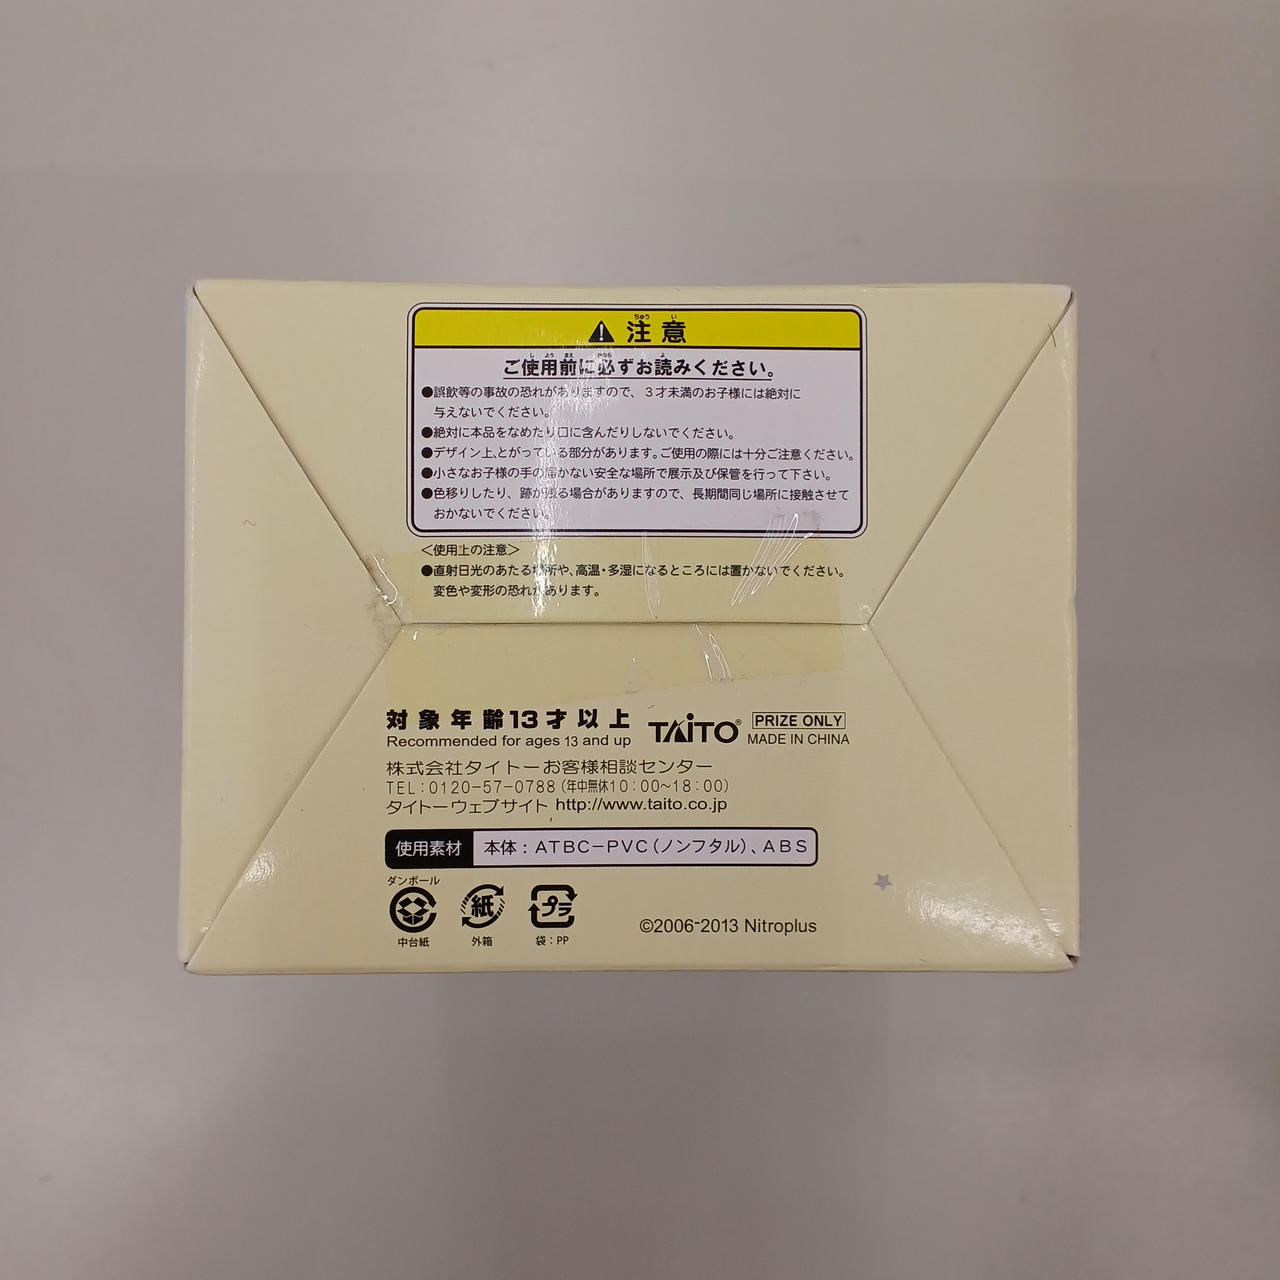 注意
ご使用前に必ずお読みください。
●誤飲等の事故の恐れがありますので、３才未満のお子様には絶対に
与えないでください。
●絶対に本品をなめたり口に含んだりしないでください。
●デザイン上、とがっている部分があります。ご使用の際には十分ご注意ください。
●小さなお子様の手の届かない安全な場所で展示及び保管を行って下さい。
●色移りしたり、跡が残る場合がありますので、長期間同じ場所に接触させて
おかないでください。
＜使用上の注意＞
●直射日光のあたる場所や、高温・多湿になるところには置かないでください。
変色や変形の恐れがあります。
対象年齢13才以上
Recommended for ages 13 and up
TAiTO®
PRIZE ONLY
MADE IN CHINA
株式会社タイトーお客様相談センター
TEL:0120-57-0788(年中無休10:00～18:00)
タイトーウェブサイト http://www.taito.co.jp
使用素材 本体：ATBC−PVC(ノンフタル)、ABS
ダンボール
中台紙
紙
外箱
プラ
袋：PP
©2006-2013 Nitroplus